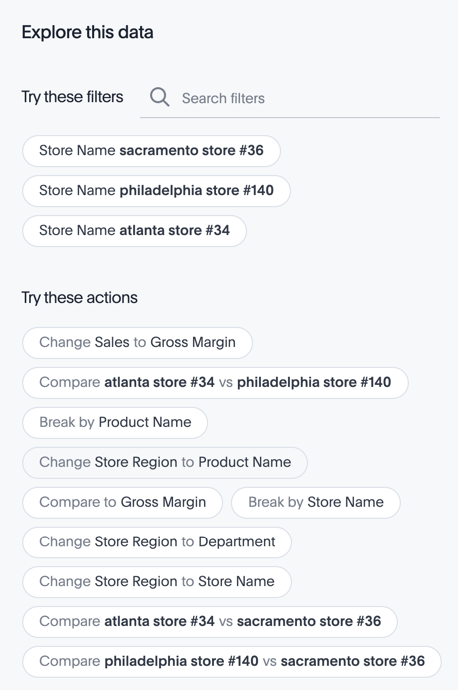 Explore this data
Try these filters Search filters
Store Name sacramento store #36
Store Name philadelphia store #140
Store Name atlanta store #34
Try these actions
Change Sales to Gross Margin
Compare atlanta store #34 vs philadelphia store #140
Break by Product Name
Change Store Region to Product Name
Compare to Gross Margin Break by Store Name
Change Store Region to Department
Change Store Region to Store Name
Compare atlanta store #34 vs sacramento store #36
Compare philadelphia store #140 vs sacramento store #36